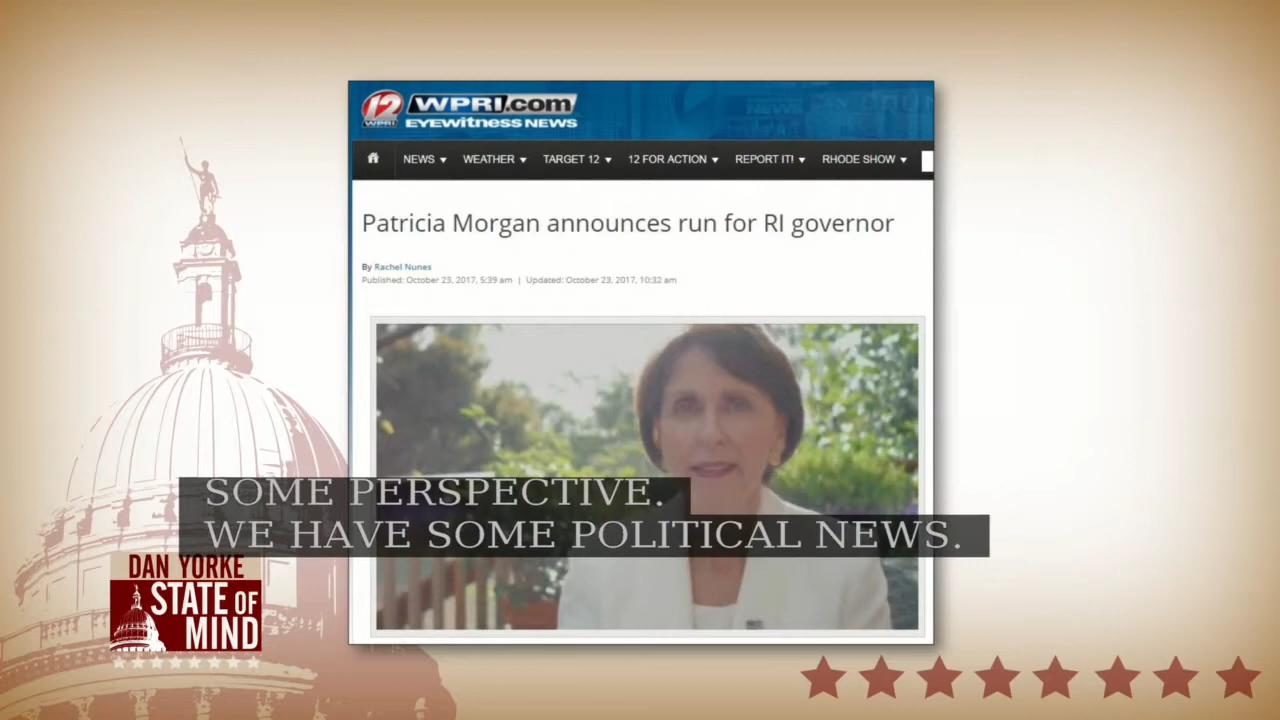 12 WPRI.com
WPRI EYEWITNESS NEWS
NEWS WEATHER TARGET 12 12 FOR ACTION REPORT IT! RHODE SHOW
Patricia Morgan announces run for RI governor
By Rachel Nunes
Published: October 23, 2017, 5:39 am | Updated: October 23, 2017, 10:32 am
SOME PERSPECTIVE.
WE HAVE SOME POLITICAL NEWS.
DAN YORKE
STATE OF
MIND